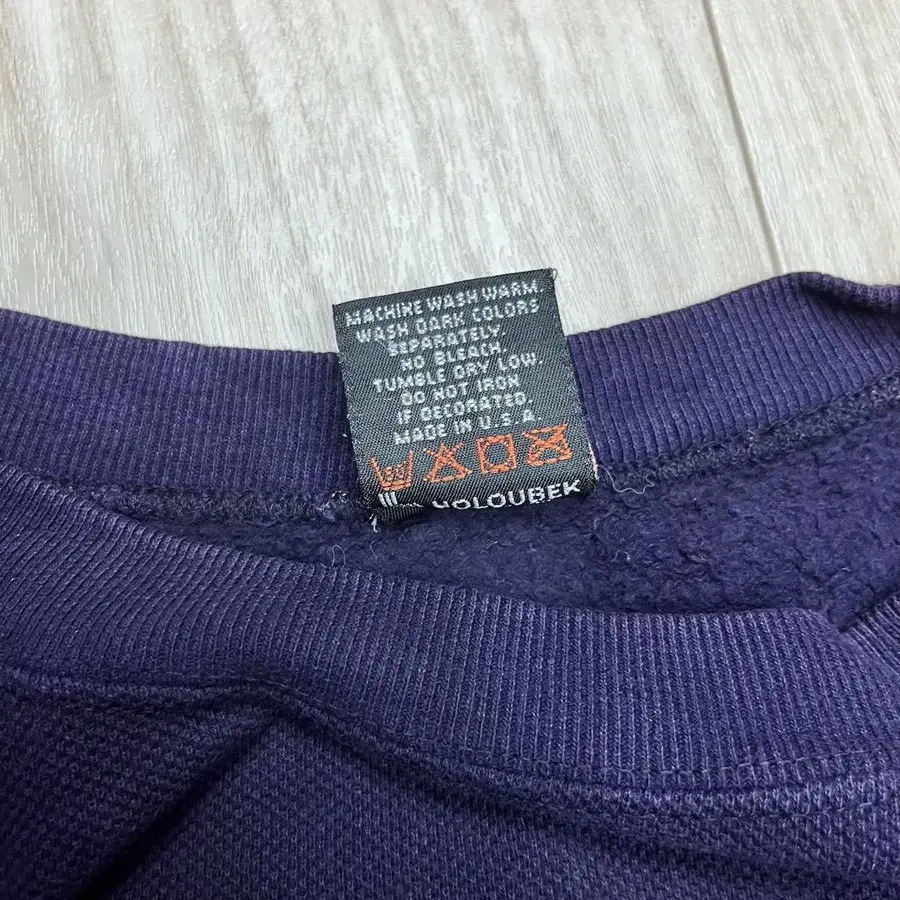 MACHINE WASH WARM
WASH DARK COLORS
SEPARATELY.
NO BLEACH.
TUMBLE DRY LOW.
DO NOT IRON
IF DECORATED.
MADE IN U.S.A.
HOLOUBEK